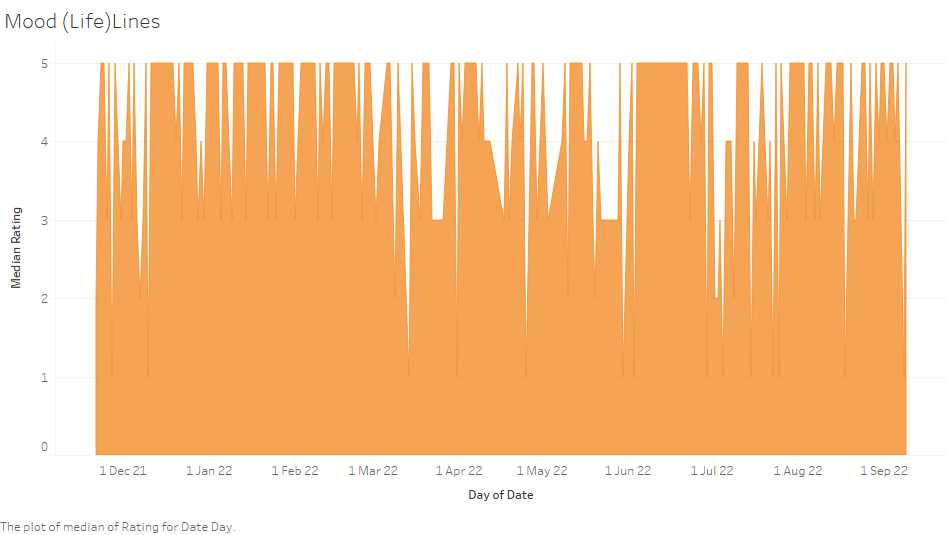 Mood (Life)Lines
5
4
3
2
1
0
Median Rating
1 Dec 21 1 Jan 22 1 Feb 22 1 Mar 22 1 Apr 22 1 May 22 1 Jun 22 1 Jul 22 1 Aug 22 1 Sep 22
Day of Date
The plot of median of Rating for Date Day.